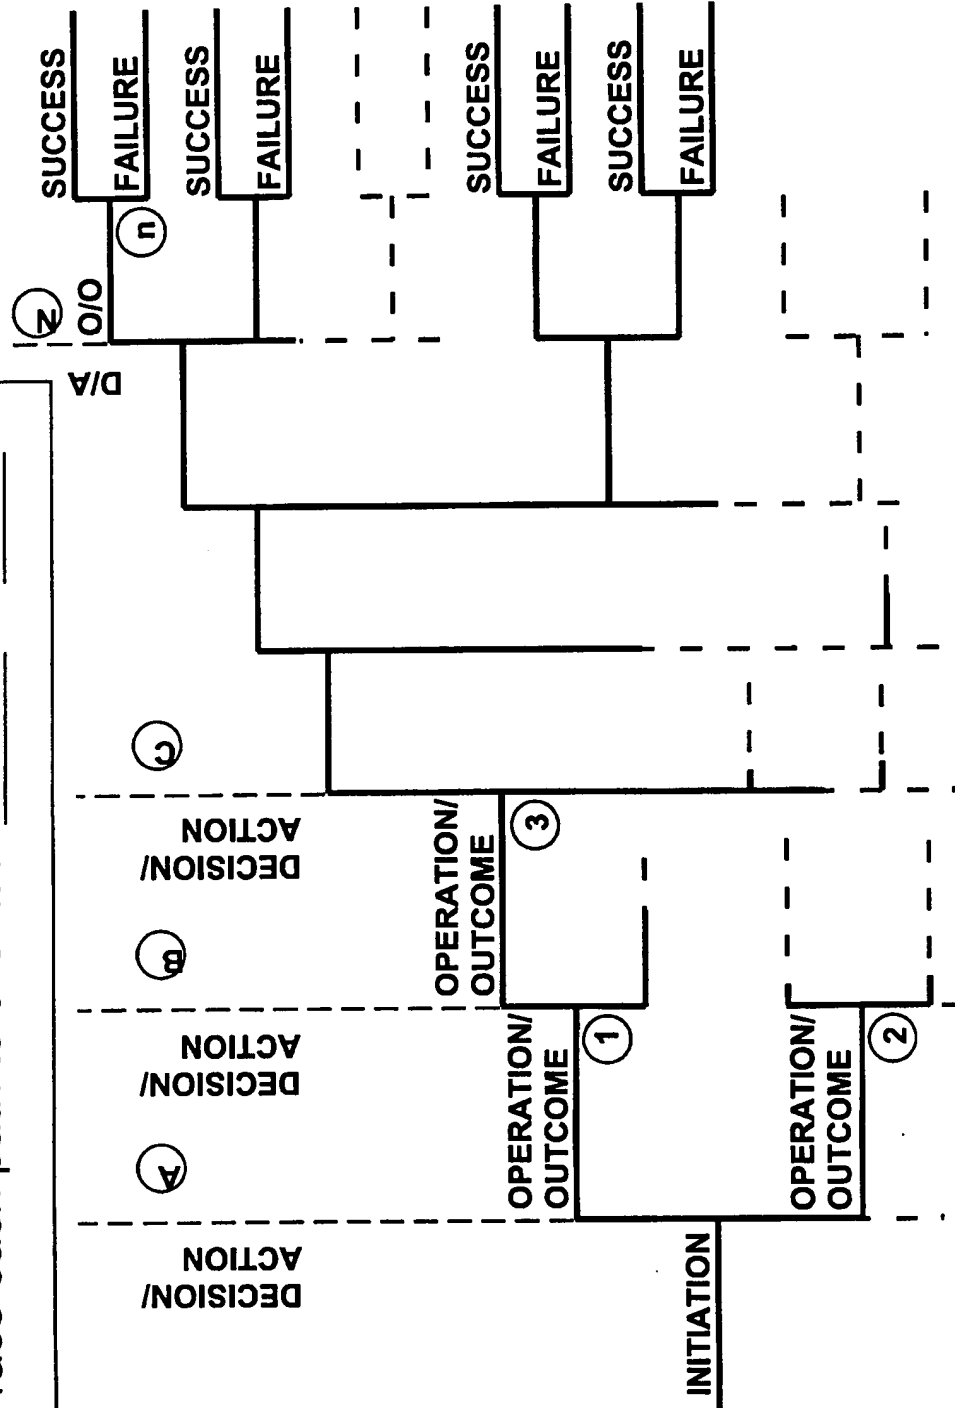 SUCCESS
FAILURE
n
SUCCESS
FAILURE
N
O/O
D/A
SUCCESS
FAILURE
SUCCESS
FAILURE
C
DECISION/
ACTION
OPERATION/
OUTCOME
3
B
DECISION/
ACTION
OPERATION/
OUTCOME
1
OPERATION/
OUTCOME
2
A
DECISION/
ACTION
INITIATION